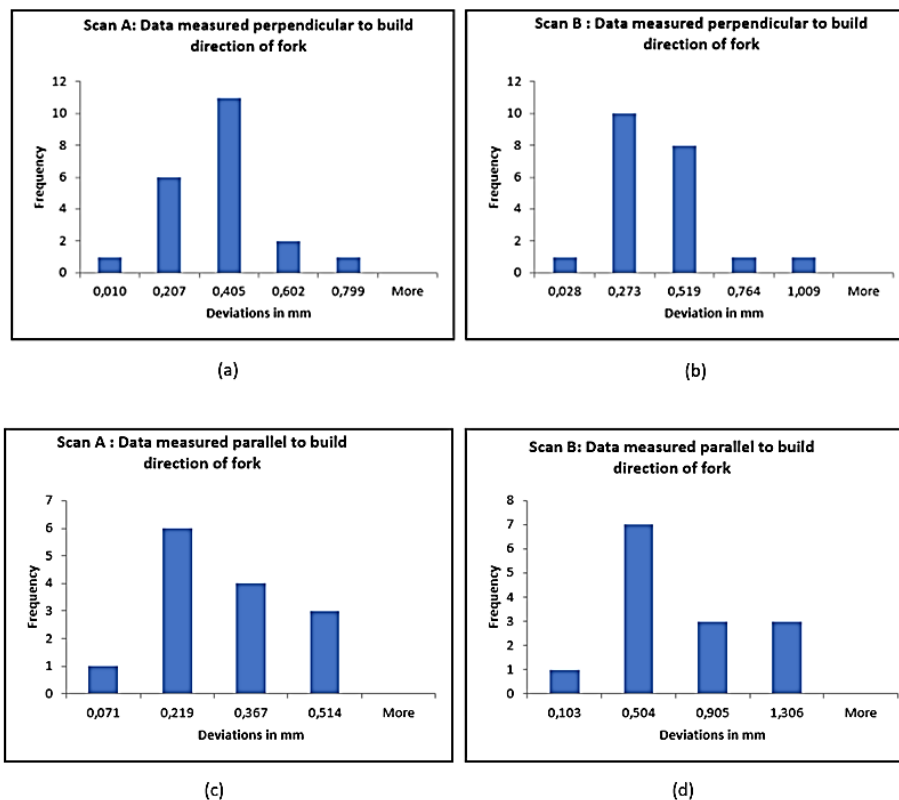 Scan A: Data measured perpendicular to build
direction of fork
12
10
8
6
4
2
0
Frequency
0,010 0,207 0,405 0,602 0,799 More
Deviations in mm
(a)
Scan B : Data measured perpendicular to build
direction of fork
12
10
8
6
4
2
0
Frequency
0,028 0,273 0,519 0,764 1,009 More
Deviation in mm
(b)
Scan A : Data measured parallel to build
direction of fork
7
6
5
4
3
2
1
0
Frequency
0,071 0,219 0,367 0,514 More
Deviations in mm
(c)
Scan B: Data measured parallel to build
direction of fork
8
7
6
5
4
3
2
1
0
Frequency
0,103 0,504 0,905 1,306 More
Deviations in mm
(d)